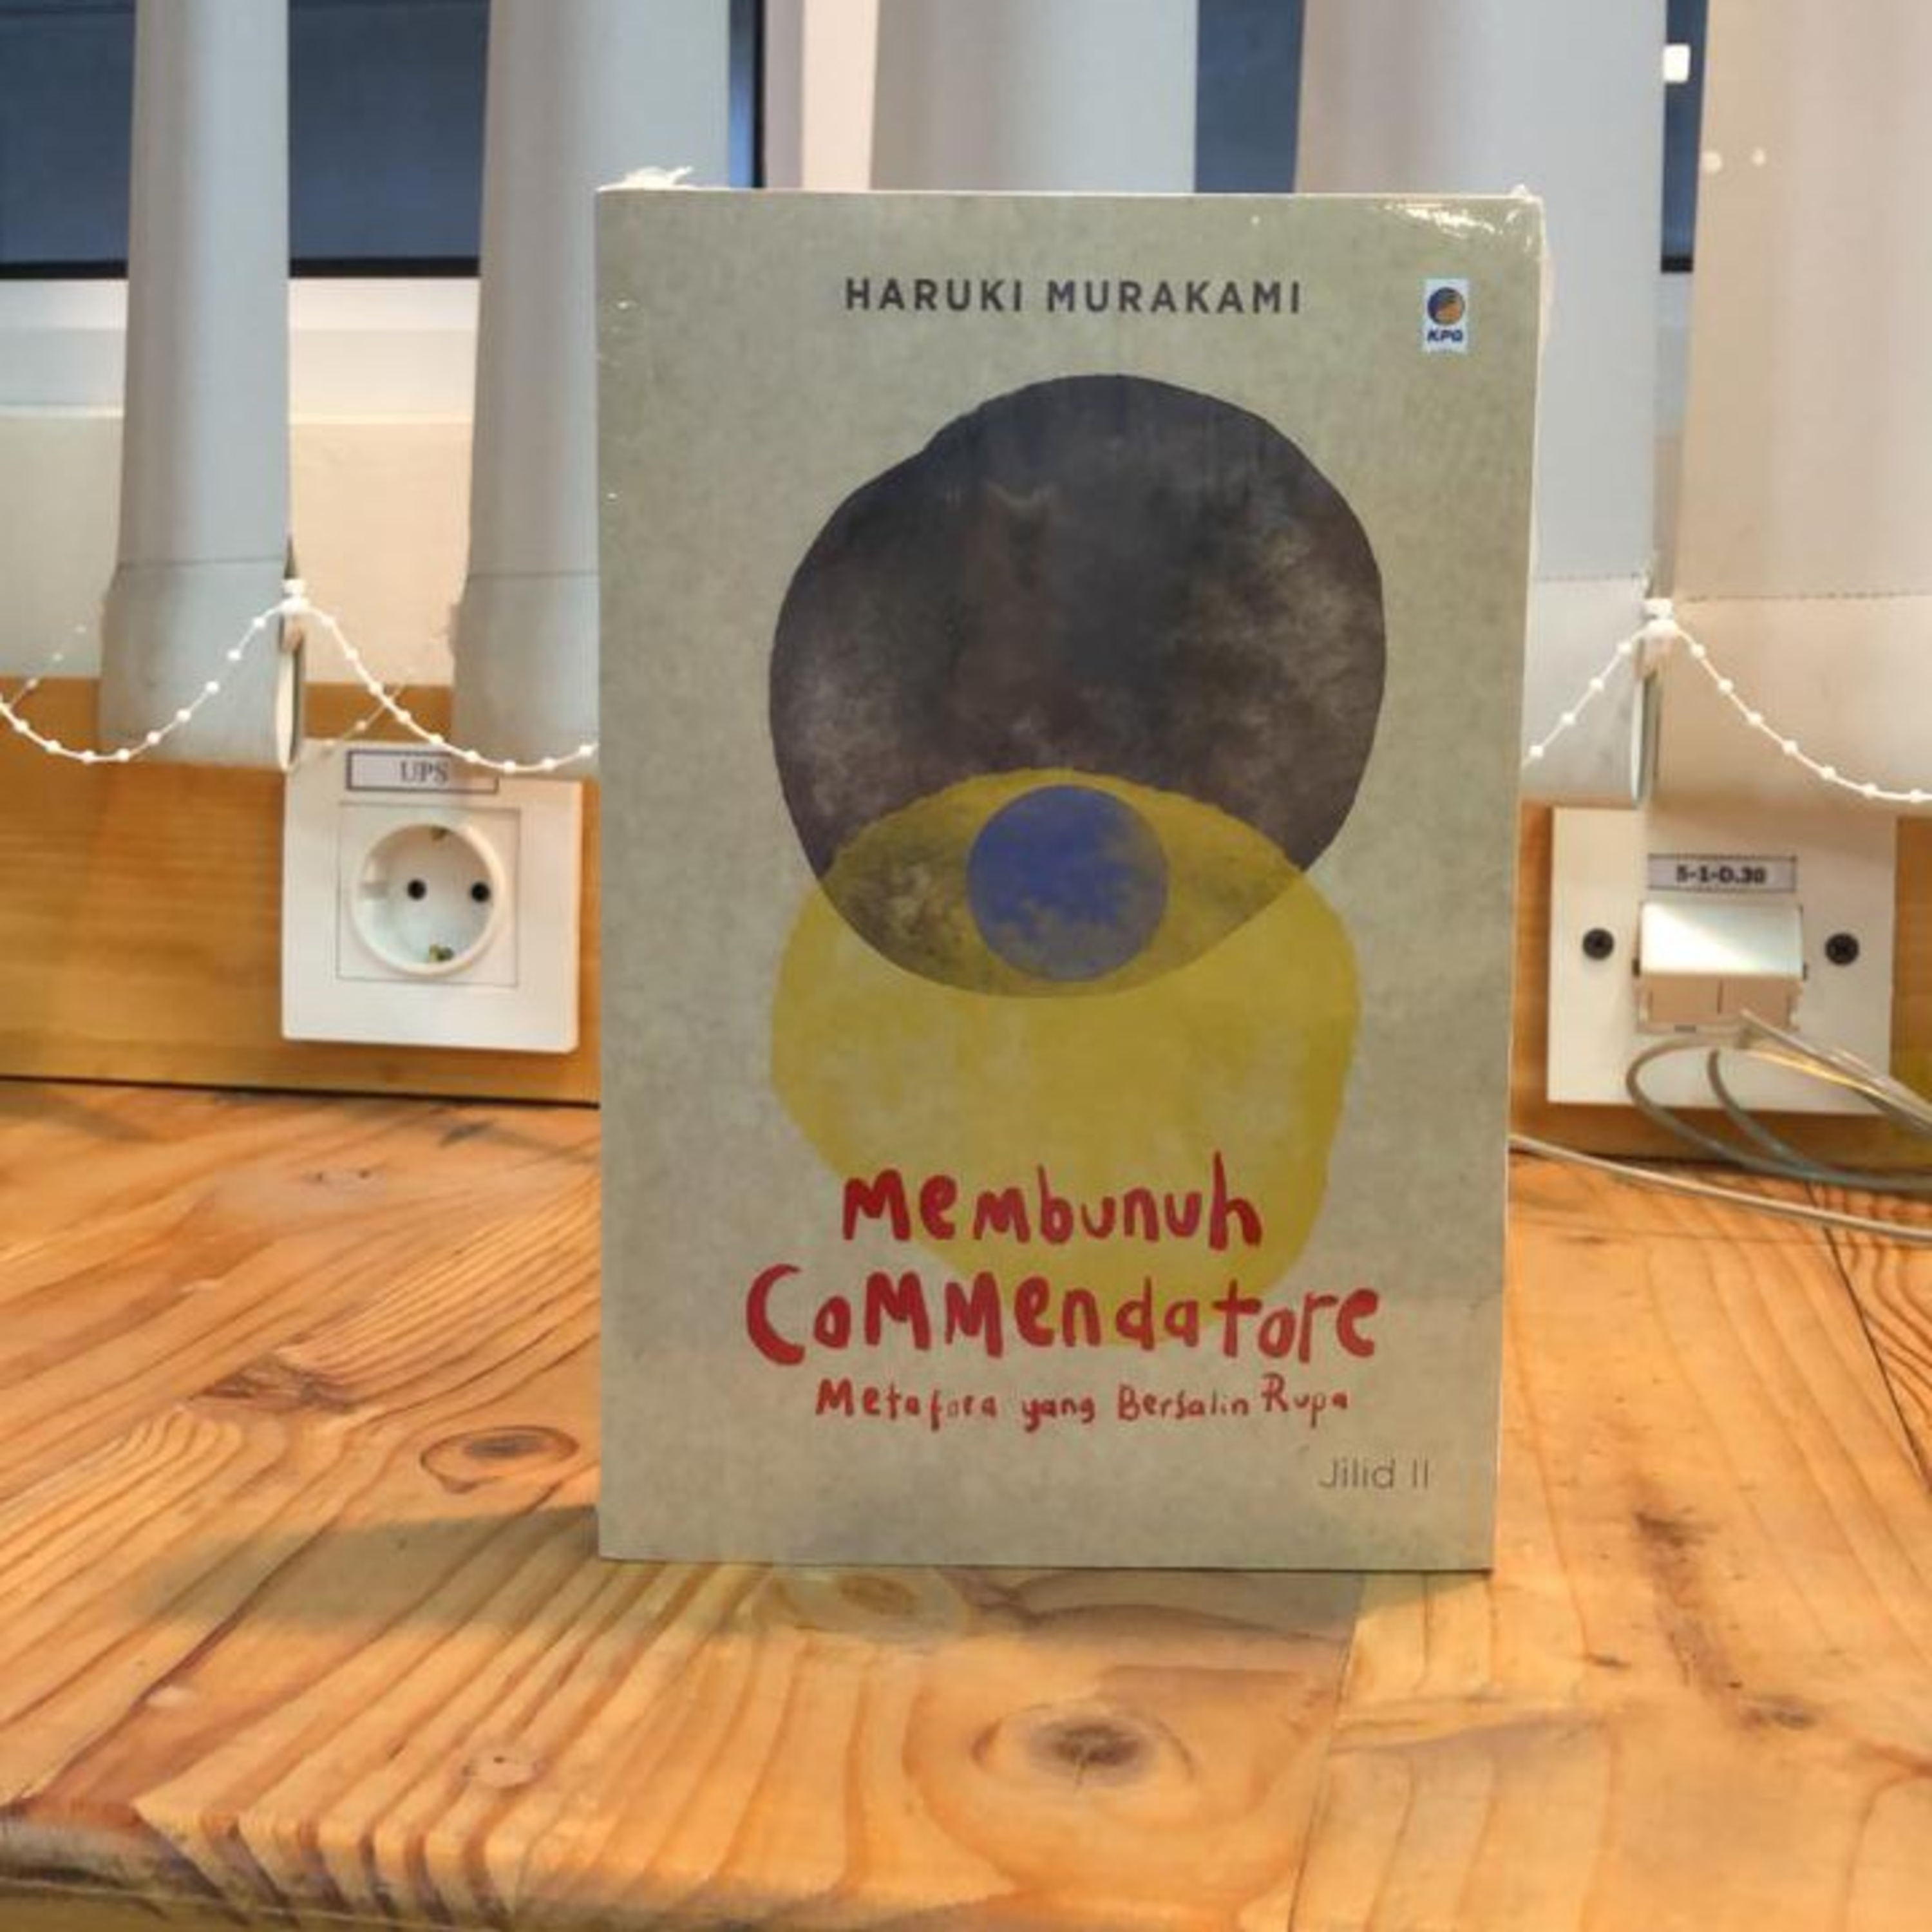 HARUKI MURAKAMI
KPG
UPS
5-1-D.30
Membunuh
Commendatore
Metafora yang Bersalin Rupa
Jilid II